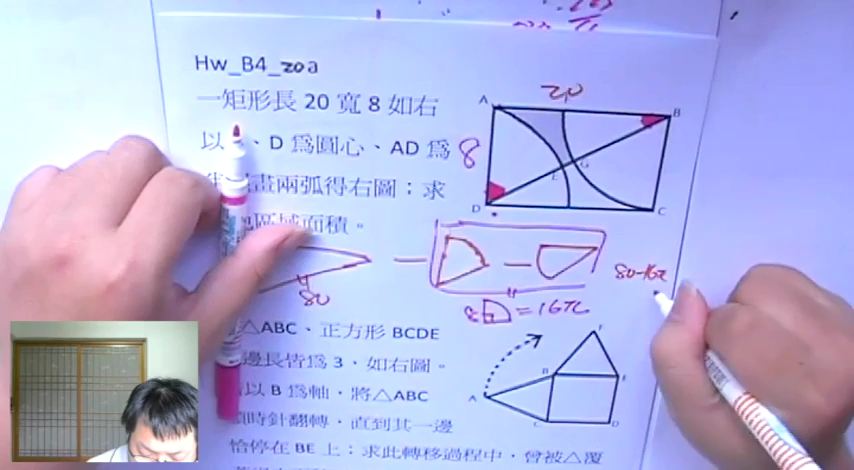 Hw_B4_20a
一矩形長 20 寬 8 如右
以、D 爲圓心、AD 爲
畫兩弧得右圖；求
區域面積。
20
8
A
B
E
G
D
C
80
80-16π
8 = 16π
△ABC、正方形 BCDE
邊長皆爲 3，如右圖。
以 B 爲軸，將△ABC
順時針翻轉，直到其一邊
恰停在 BE 上；求此轉移過程中，曾被△覆
A
B
C
D
E
F